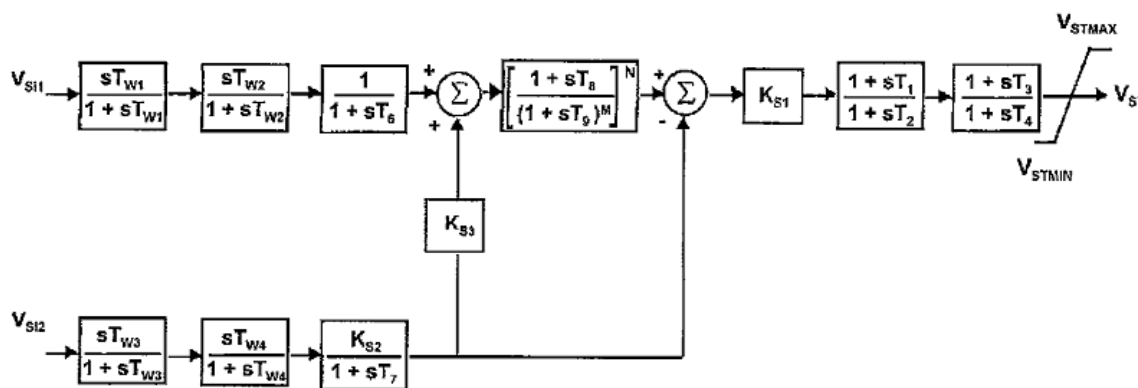 V_STMAX
V_SI1
sT_W1
1 + sT_W1
sT_W2
1 + sT_W2
1
1 + sT_6
+
Σ
+
[ 1 + sT_8
(1 + sT_9)^M ]^N
+
Σ
-
K_S1
1 + sT_1
1 + sT_2
1 + sT_3
1 + sT_4
V_S
V_STMIN
K_S3
V_SI2
sT_W3
1 + sT_W3
sT_W4
1 + sT_W4
K_S2
1 + sT_7